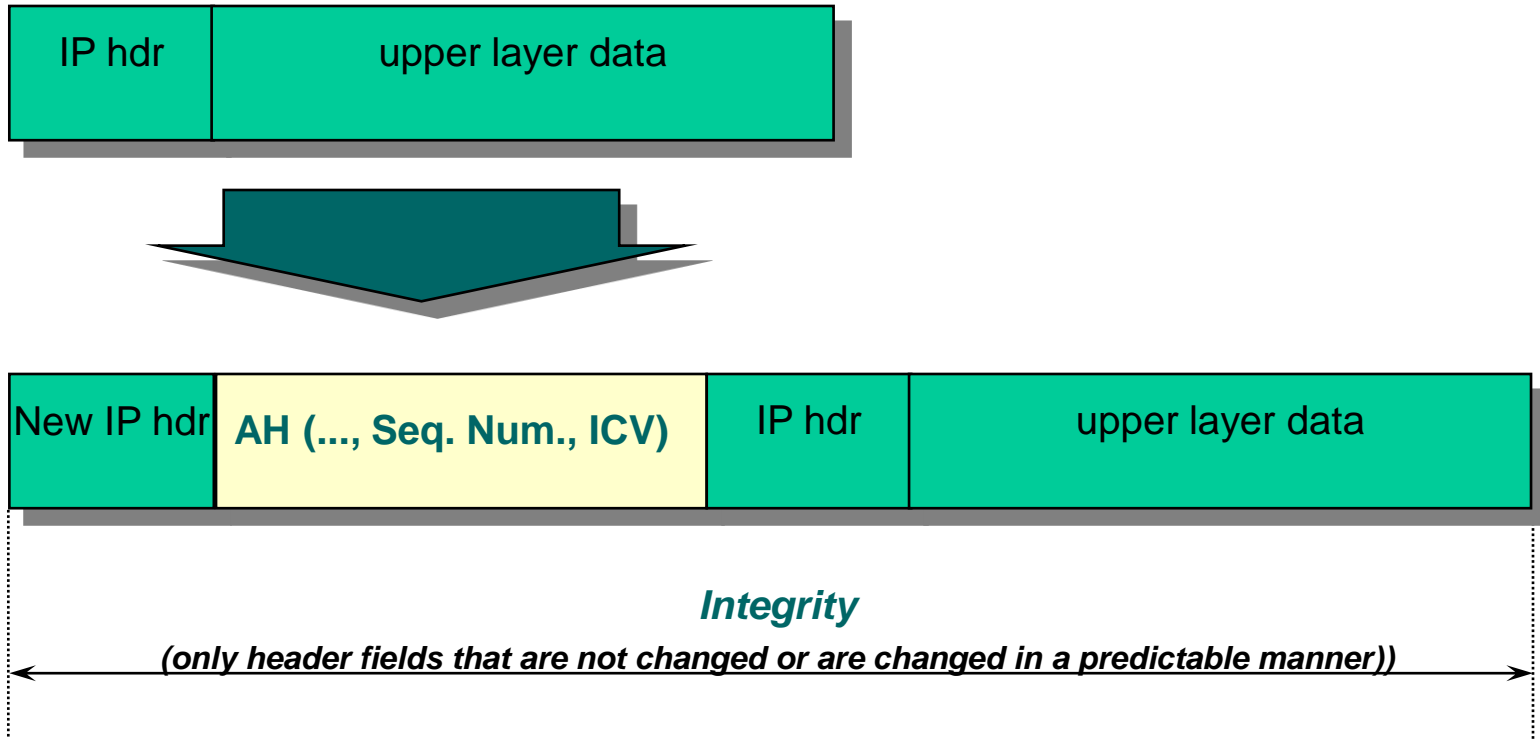 IP hdr upper layer data
New IP hdr AH (..., Seq. Num., ICV) IP hdr upper layer data
Integrity
(only header fields that are not changed or are changed in a predictable manner))